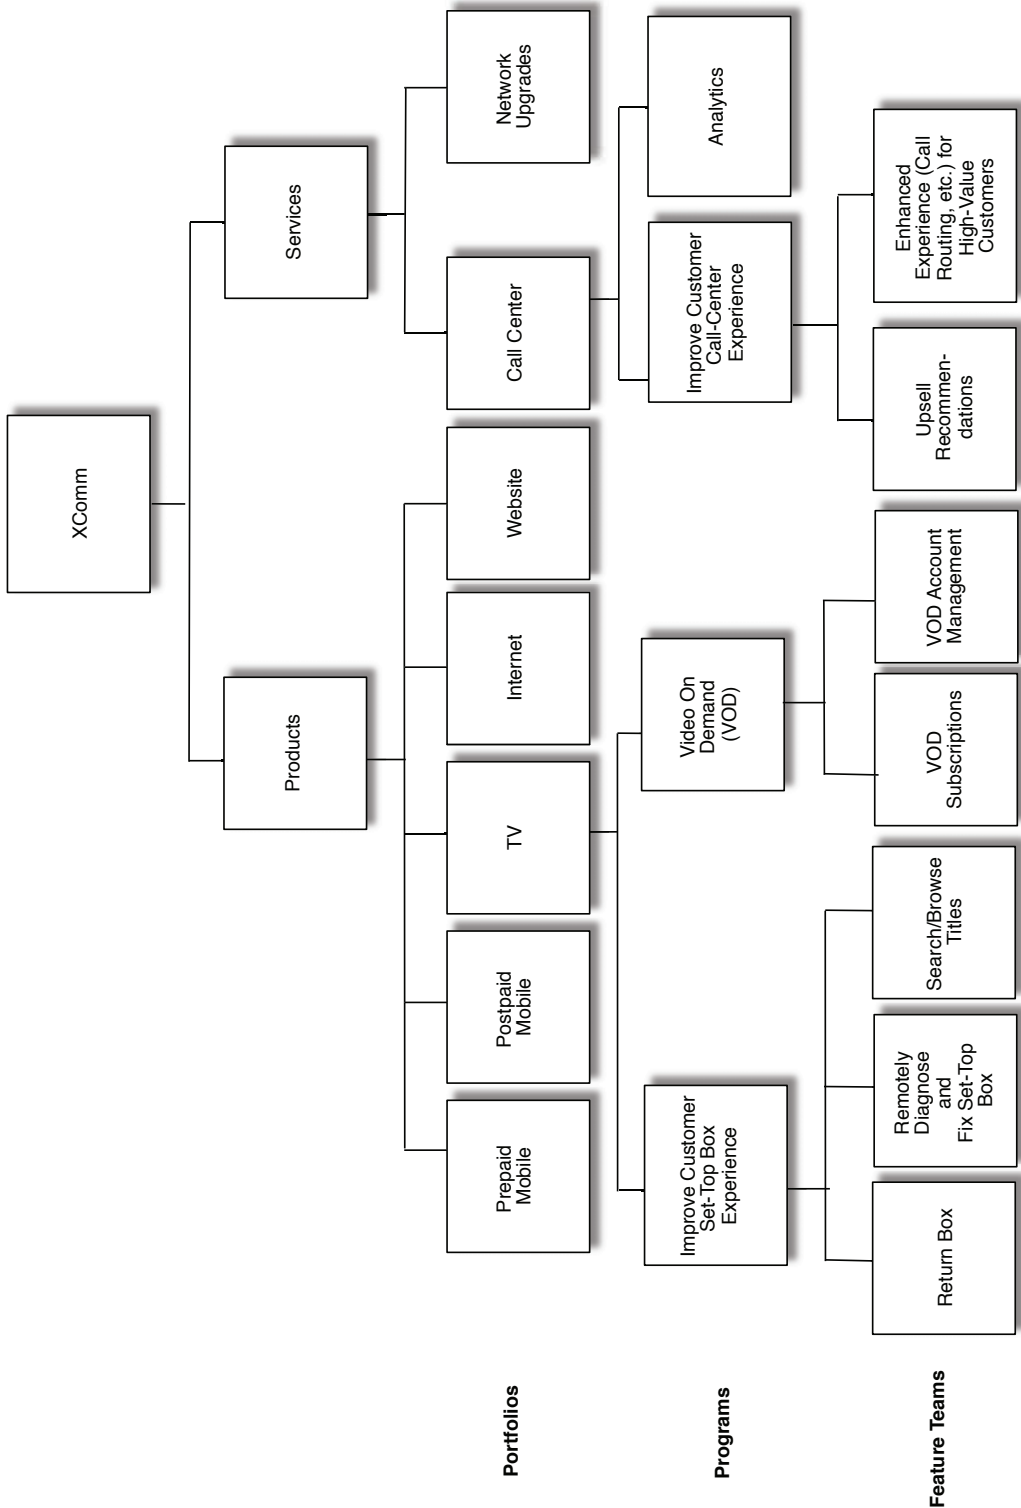 XComm
Products
Services
Portfolios
Prepaid
Mobile
Postpaid
Mobile
TV
Internet
Website
Call Center
Network
Upgrades
Programs
Improve Customer
Set-Top Box
Experience
Video On
Demand
(VOD)
Improve Customer
Call-Center
Experience
Analytics
Feature Teams
Return Box
Remotely
Diagnose
and
Fix Set-Top
Box
Search/Browse
Titles
VOD
Subscriptions
VOD Account
Management
Upsell
Recommen-
dations
Enhanced
Experience (Call
Routing, etc.) for
High-Value
Customers